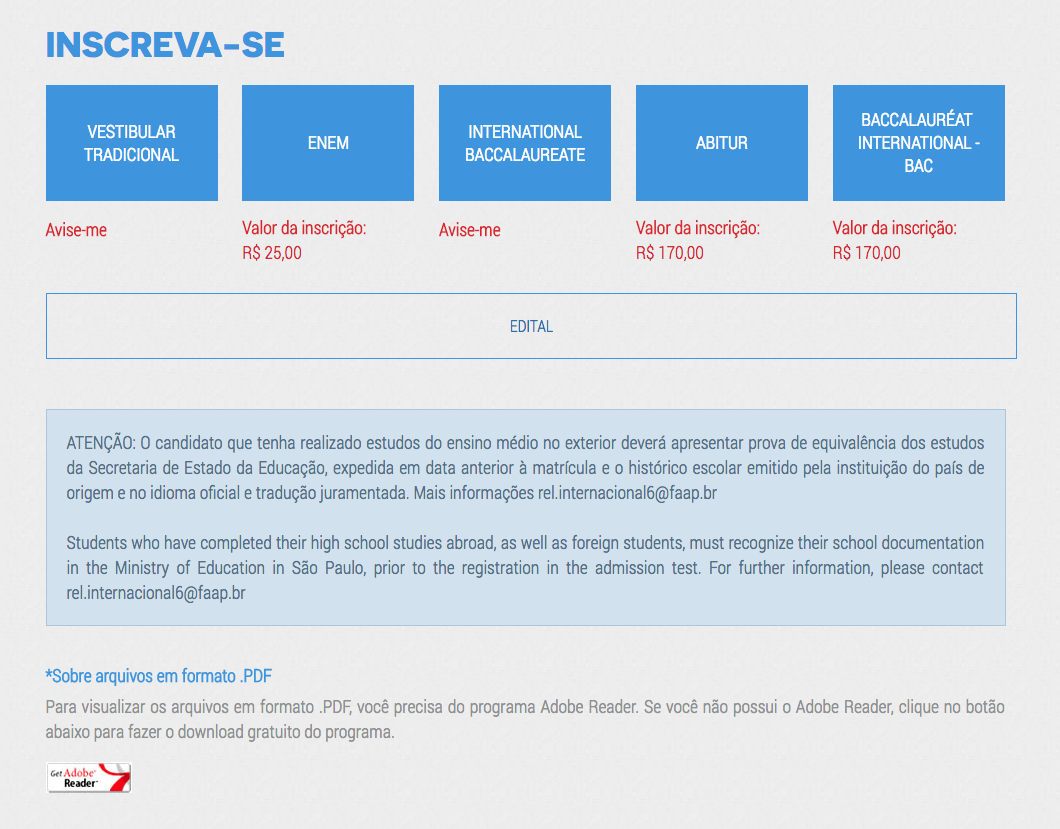 INSCREVA-SE
VESTIBULAR
TRADICIONAL
ENEM
INTERNATIONAL
BACCALAUREATE
ABITUR
BACCALAURÉAT
INTERNATIONAL -
BAC
Avise-me
Valor da inscrição:
R$ 25,00
Avise-me
Valor da inscrição:
R$ 170,00
Valor da inscrição:
R$ 170,00
EDITAL
ATENÇÃO: O candidato que tenha realizado estudos do ensino médio no exterior deverá apresentar prova de equivalência dos estudos
da Secretaria de Estado da Educação, expedida em data anterior à matrícula e o histórico escolar emitido pela instituição do país de
origem e no idioma oficial e tradução juramentada. Mais informações rel.internacional6@faap.br
Students who have completed their high school studies abroad, as well as foreign students, must recognize their school documentation
in the Ministry of Education in São Paulo, prior to the registration in the admission test. For further information, please contact
rel.internacional6@faap.br
*Sobre arquivos em formato .PDF
Para visualizar os arquivos em formato .PDF, você precisa do programa Adobe Reader. Se você não possui o Adobe Reader, clique no botão
abaixo para fazer o download gratuito do programa.
Get Adobe®
Reader™